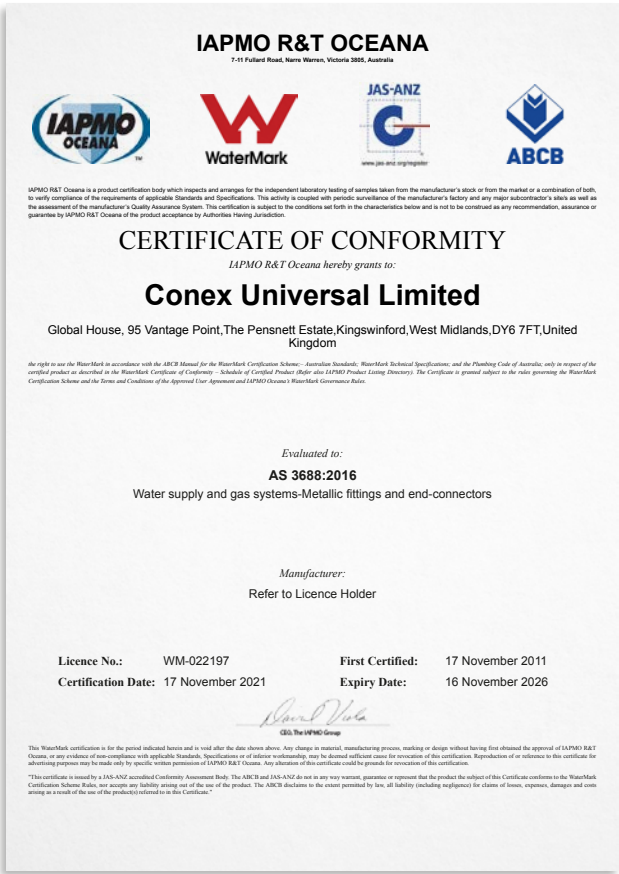 IAPMO R&T OCEANA
7-11 Fullard Road, Narre Warren, Victoria 3805, Australia
IAPMO
OCEANA
TM
WaterMark
JAS-ANZ
C
www.jas-anz.org/register
ABCB
IAPMO R&T Oceana is a product certification body which inspects and arranges for the independent laboratory testing of samples taken from the manufacturer's stock or from the market or a combination of both,
to verify compliance of the requirements of applicable Standards and Specifications. This activity is coupled with periodic surveillance of the manufacturer's factory and any major subcontractor's site/s as well as
the assessment of the manufacturer's Quality Assurance System. This certification is subject to the conditions set forth in the characteristics below and is not to be construed as any recommendation, assurance or
guarantee by IAPMO R&T Oceana of the product acceptance by Authorities Having Jurisdiction.
CERTIFICATE OF CONFORMITY
IAPMO R&T Oceana hereby grants to:
Conex Universal Limited
Global House, 95 Vantage Point,The Pensnett Estate,Kingswinford,West Midlands,DY6 7FT,United
Kingdom
the right to use the WaterMark in accordance with the ABCB Manual for the WaterMark Certification Scheme;– Australian Standards; WaterMark Technical Specifications; and the Plumbing Code of Australia; only in respect of the
certified product as described in the WaterMark Certificate of Conformity – Schedule of Certified Product (Refer also IAPMO Product Listing Directory). The Certificate is granted subject to the rules governing the WaterMark
Certification Scheme and the Terms and Conditions of the Approved User Agreement and IAPMO Oceana's WaterMark Governance Rules.
Evaluated to:
AS 3688:2016
Water supply and gas systems-Metallic fittings and end-connectors
Manufacturer:
Refer to Licence Holder
Licence No.: WM-022197 First Certified: 17 November 2011
Certification Date: 17 November 2021 Expiry Date: 16 November 2026
David Viola
CEO, The IAPMO Group
This WaterMark certification is for the period indicated herein and is void after the date shown above. Any change in material, manufacturing process, marking or design without having first obtained the approval of IAPMO R&T
Oceana, or any evidence of non-compliance with applicable Standards, Specifications or of inferior workmanship, may be deemed sufficient cause for revocation of this certification. Reproduction of or reference to this certificate for
advertising purposes may be made only by specific written permission of IAPMO R&T Oceana. Any alteration of this certificate could be grounds for revocation of this certification.
"This certificate is issued by a JAS-ANZ accredited Conformity Assessment Body. The ABCB and JAS-ANZ do not in any way warrant, guarantee or represent that the product the subject of this Certificate conforms to the WaterMark
Certification Scheme Rules, nor accepts any liability arising out of the use of the product. The ABCB disclaims to the extent permitted by law, all liability (including negligence) for claims of losses, expenses, damages and costs
arising as a result of the use of the product(s) referred to in this Certificate."